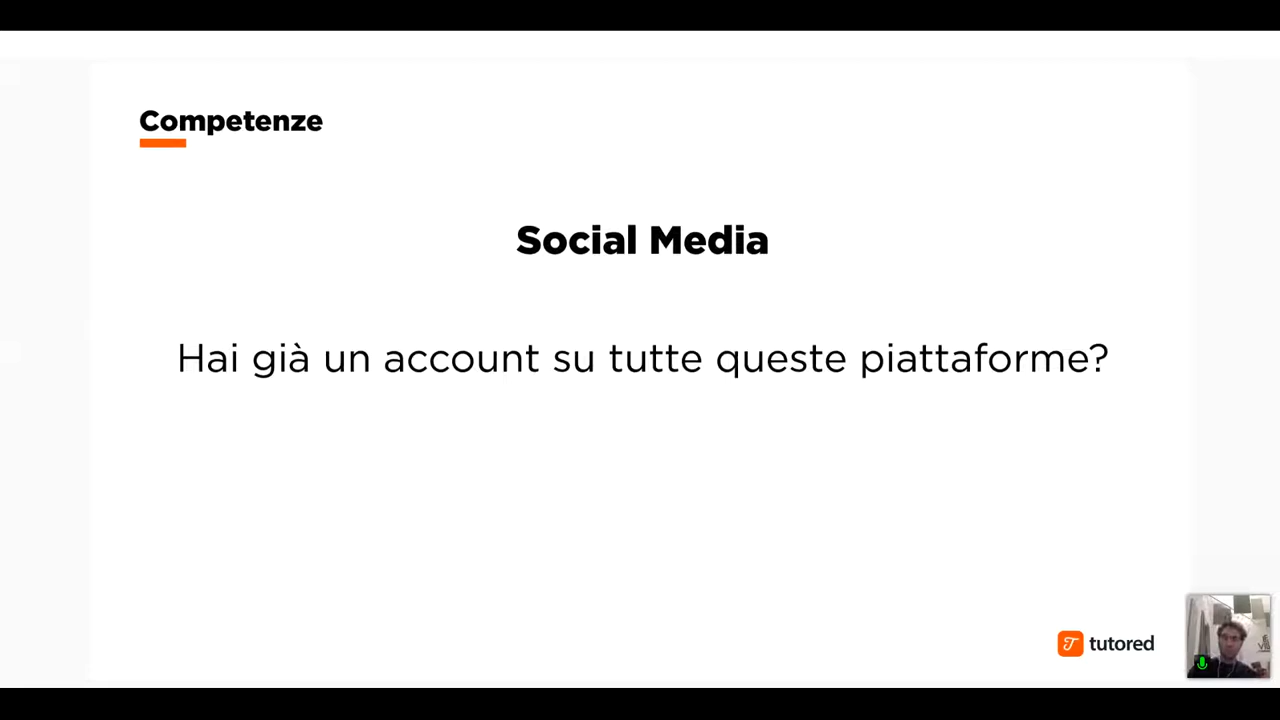 Competenze
Social Media
Hai già un account su tutte queste piattaforme?
tutored